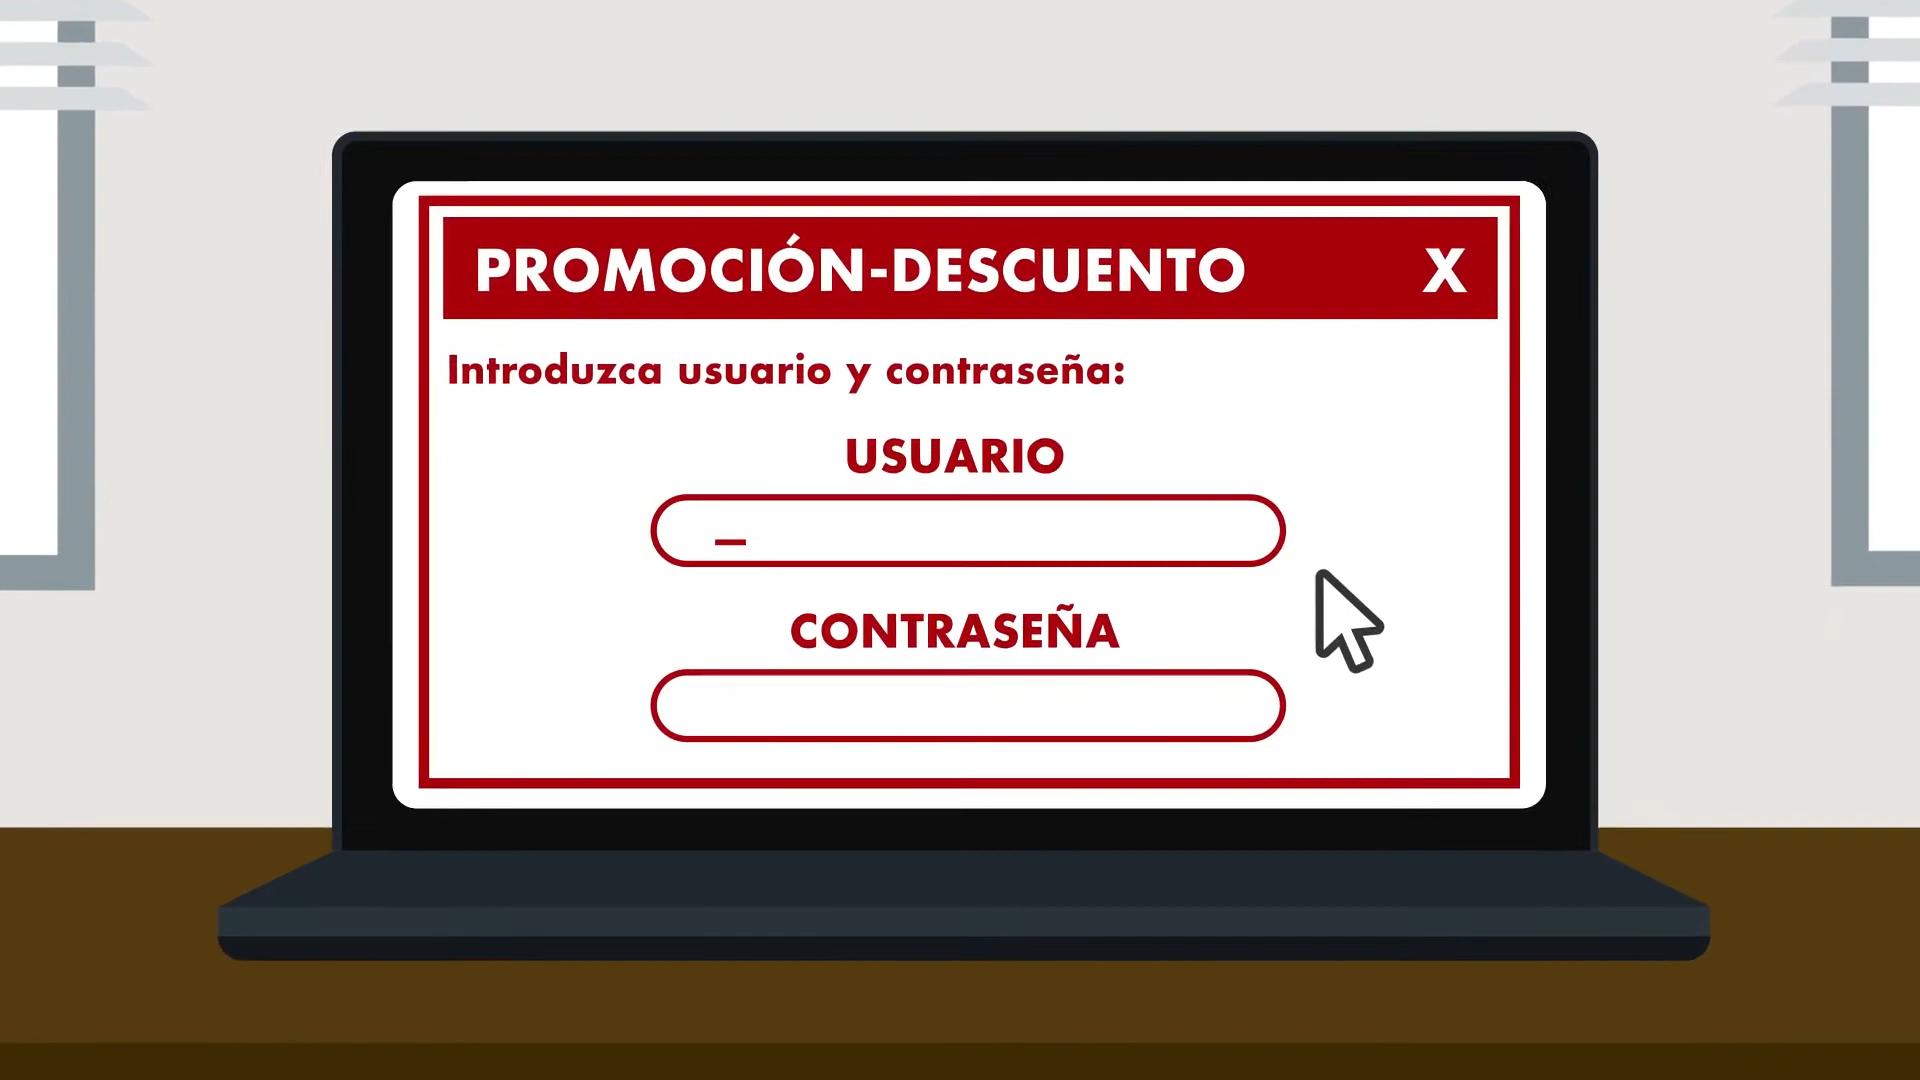 PROMOCIÓN-DESCUENTO X
Introduzca usuario y contraseña:
USUARIO
_
CONTRASEÑA